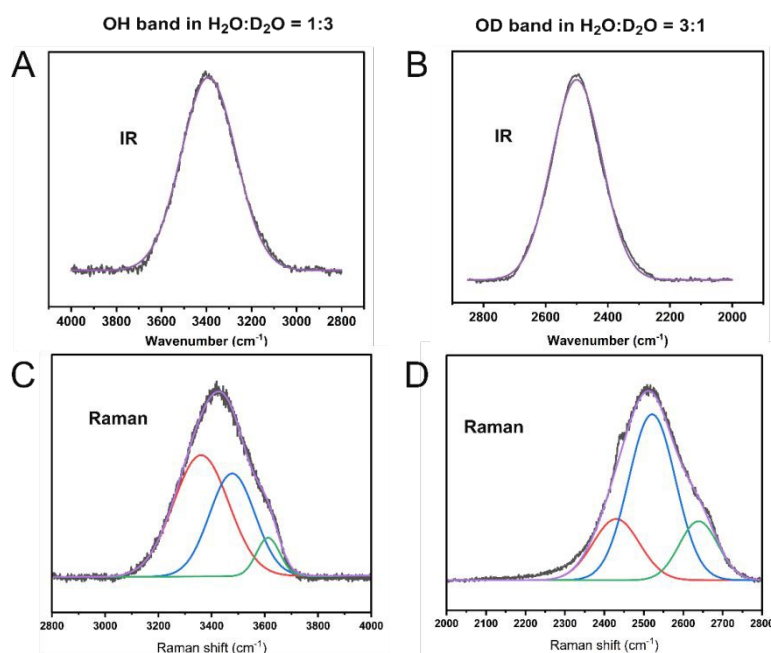 OH band in H₂O:D₂O = 1:3
OD band in H₂O:D₂O = 3:1
A
IR
4000 3800 3600 3400 3200 3000 2800
Wavenumber (cm⁻¹)
B
IR
2800 2600 2400 2200 2000
Wavenumber (cm⁻¹)
C
Raman
2800 3000 3200 3400 3600 3800 4000
Raman shift (cm⁻¹)
D
Raman
2000 2100 2200 2300 2400 2500 2600 2700 2800
Raman shift (cm⁻¹)